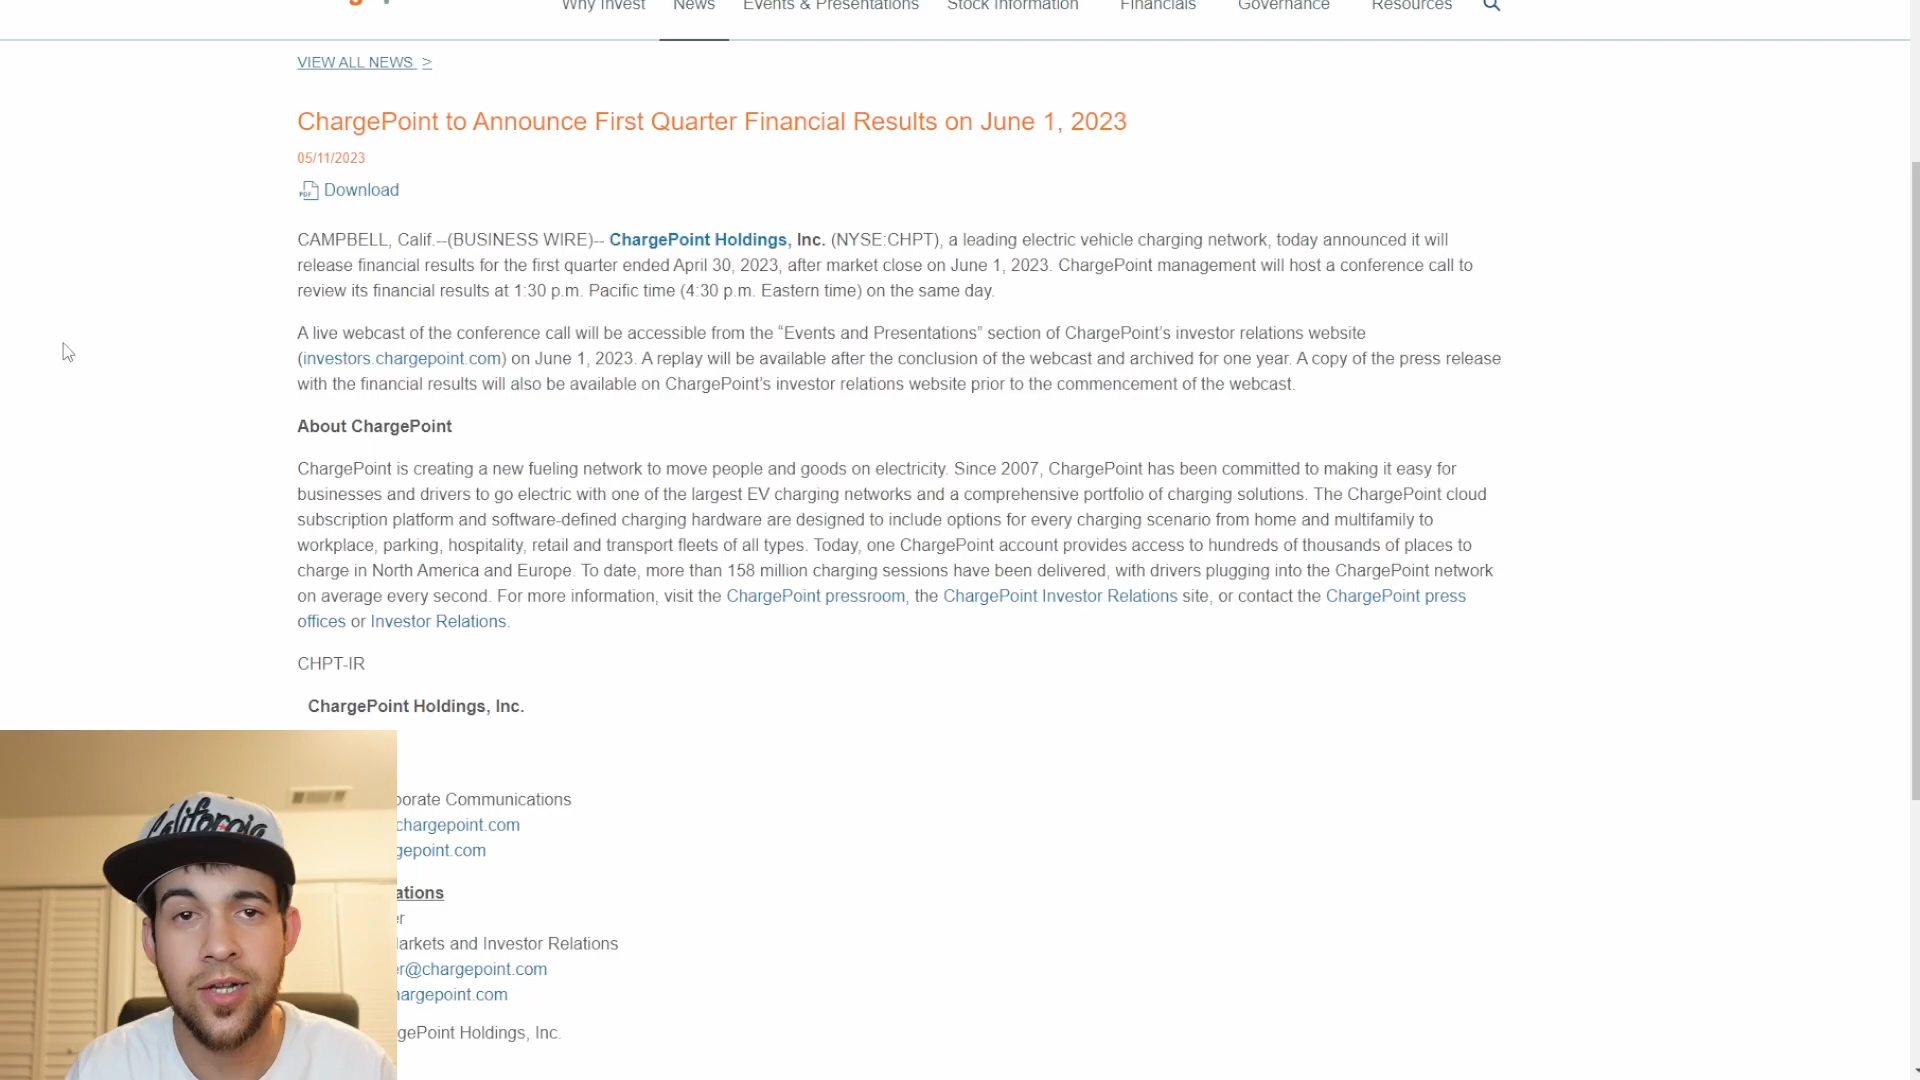 Why Invest News Events & Presentations Stock Information Financials Governance Resources
VIEW ALL NEWS >
ChargePoint to Announce First Quarter Financial Results on June 1, 2023
05/11/2023
PDF Download
CAMPBELL, Calif.--(BUSINESS WIRE)-- ChargePoint Holdings, Inc. (NYSE:CHPT), a leading electric vehicle charging network, today announced it will
release financial results for the first quarter ended April 30, 2023, after market close on June 1, 2023. ChargePoint management will host a conference call to
review its financial results at 1:30 p.m. Pacific time (4:30 p.m. Eastern time) on the same day.
A live webcast of the conference call will be accessible from the “Events and Presentations” section of ChargePoint’s investor relations website
(investors.chargepoint.com) on June 1, 2023. A replay will be available after the conclusion of the webcast and archived for one year. A copy of the press release
with the financial results will also be available on ChargePoint’s investor relations website prior to the commencement of the webcast.
About ChargePoint
ChargePoint is creating a new fueling network to move people and goods on electricity. Since 2007, ChargePoint has been committed to making it easy for
businesses and drivers to go electric with one of the largest EV charging networks and a comprehensive portfolio of charging solutions. The ChargePoint cloud
subscription platform and software-defined charging hardware are designed to include options for every charging scenario from home and multifamily to
workplace, parking, hospitality, retail and transport fleets of all types. Today, one ChargePoint account provides access to hundreds of thousands of places to
charge in North America and Europe. To date, more than 158 million charging sessions have been delivered, with drivers plugging into the ChargePoint network
on average every second. For more information, visit the ChargePoint pressroom, the ChargePoint Investor Relations site, or contact the ChargePoint press
offices or Investor Relations.
CHPT-IR
ChargePoint Holdings, Inc.
porate Communications
chargepoint.com
gepoint.com
ations
er
larkets and Investor Relations
er@chargepoint.com
hargepoint.com
gePoint Holdings, Inc.
California